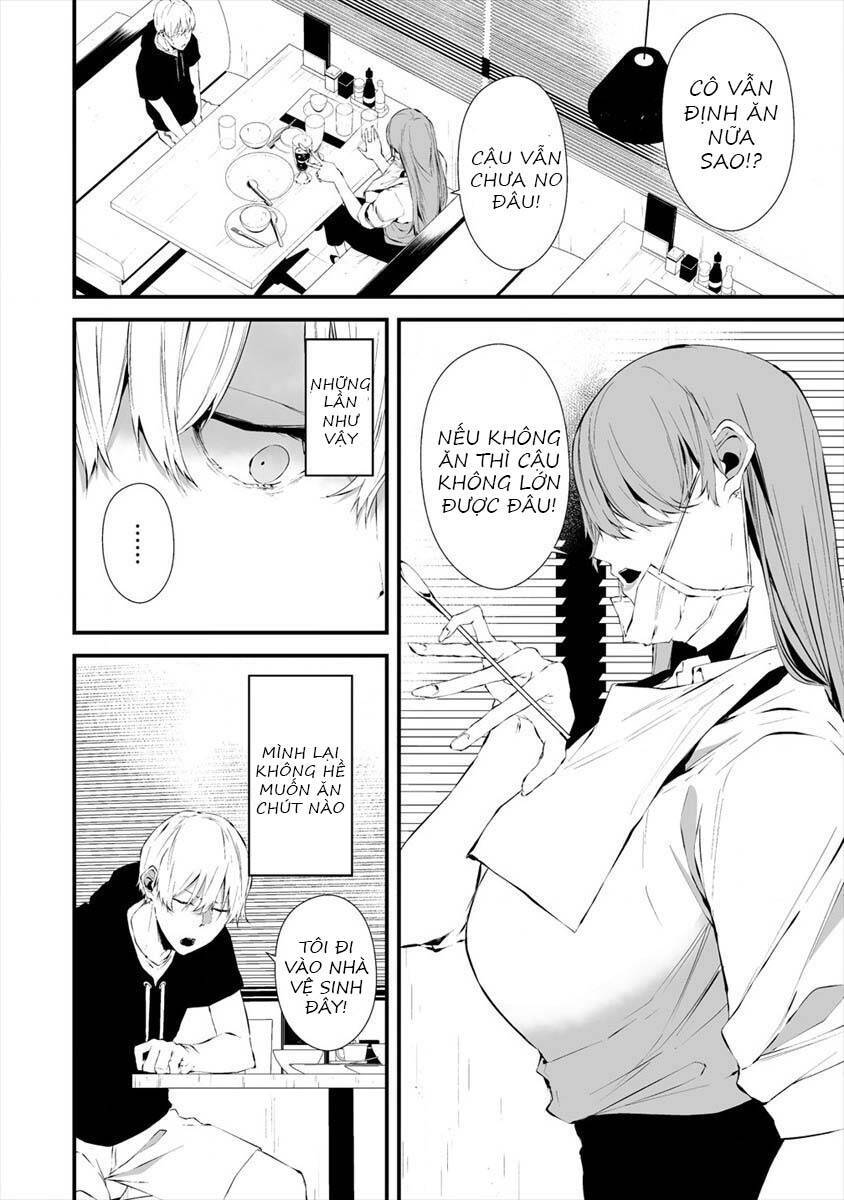 CÔ VẪN
ĐỊNH ĂN
NỮA
SAO!?
CẬU VẪN
CHƯA NO
ĐÂU!
NẾU KHÔNG
ĂN THÌ CẬU
KHÔNG LỚN
ĐƯỢC ĐÂU!
NHỮNG
LẦN
NHƯ
VẬY
......
MÌNH LẠI
KHÔNG HỀ
MUỐN ĂN
CHÚT NÀO
TÔI ĐI
VÀO NHÀ
VỆ SINH
ĐÂY!